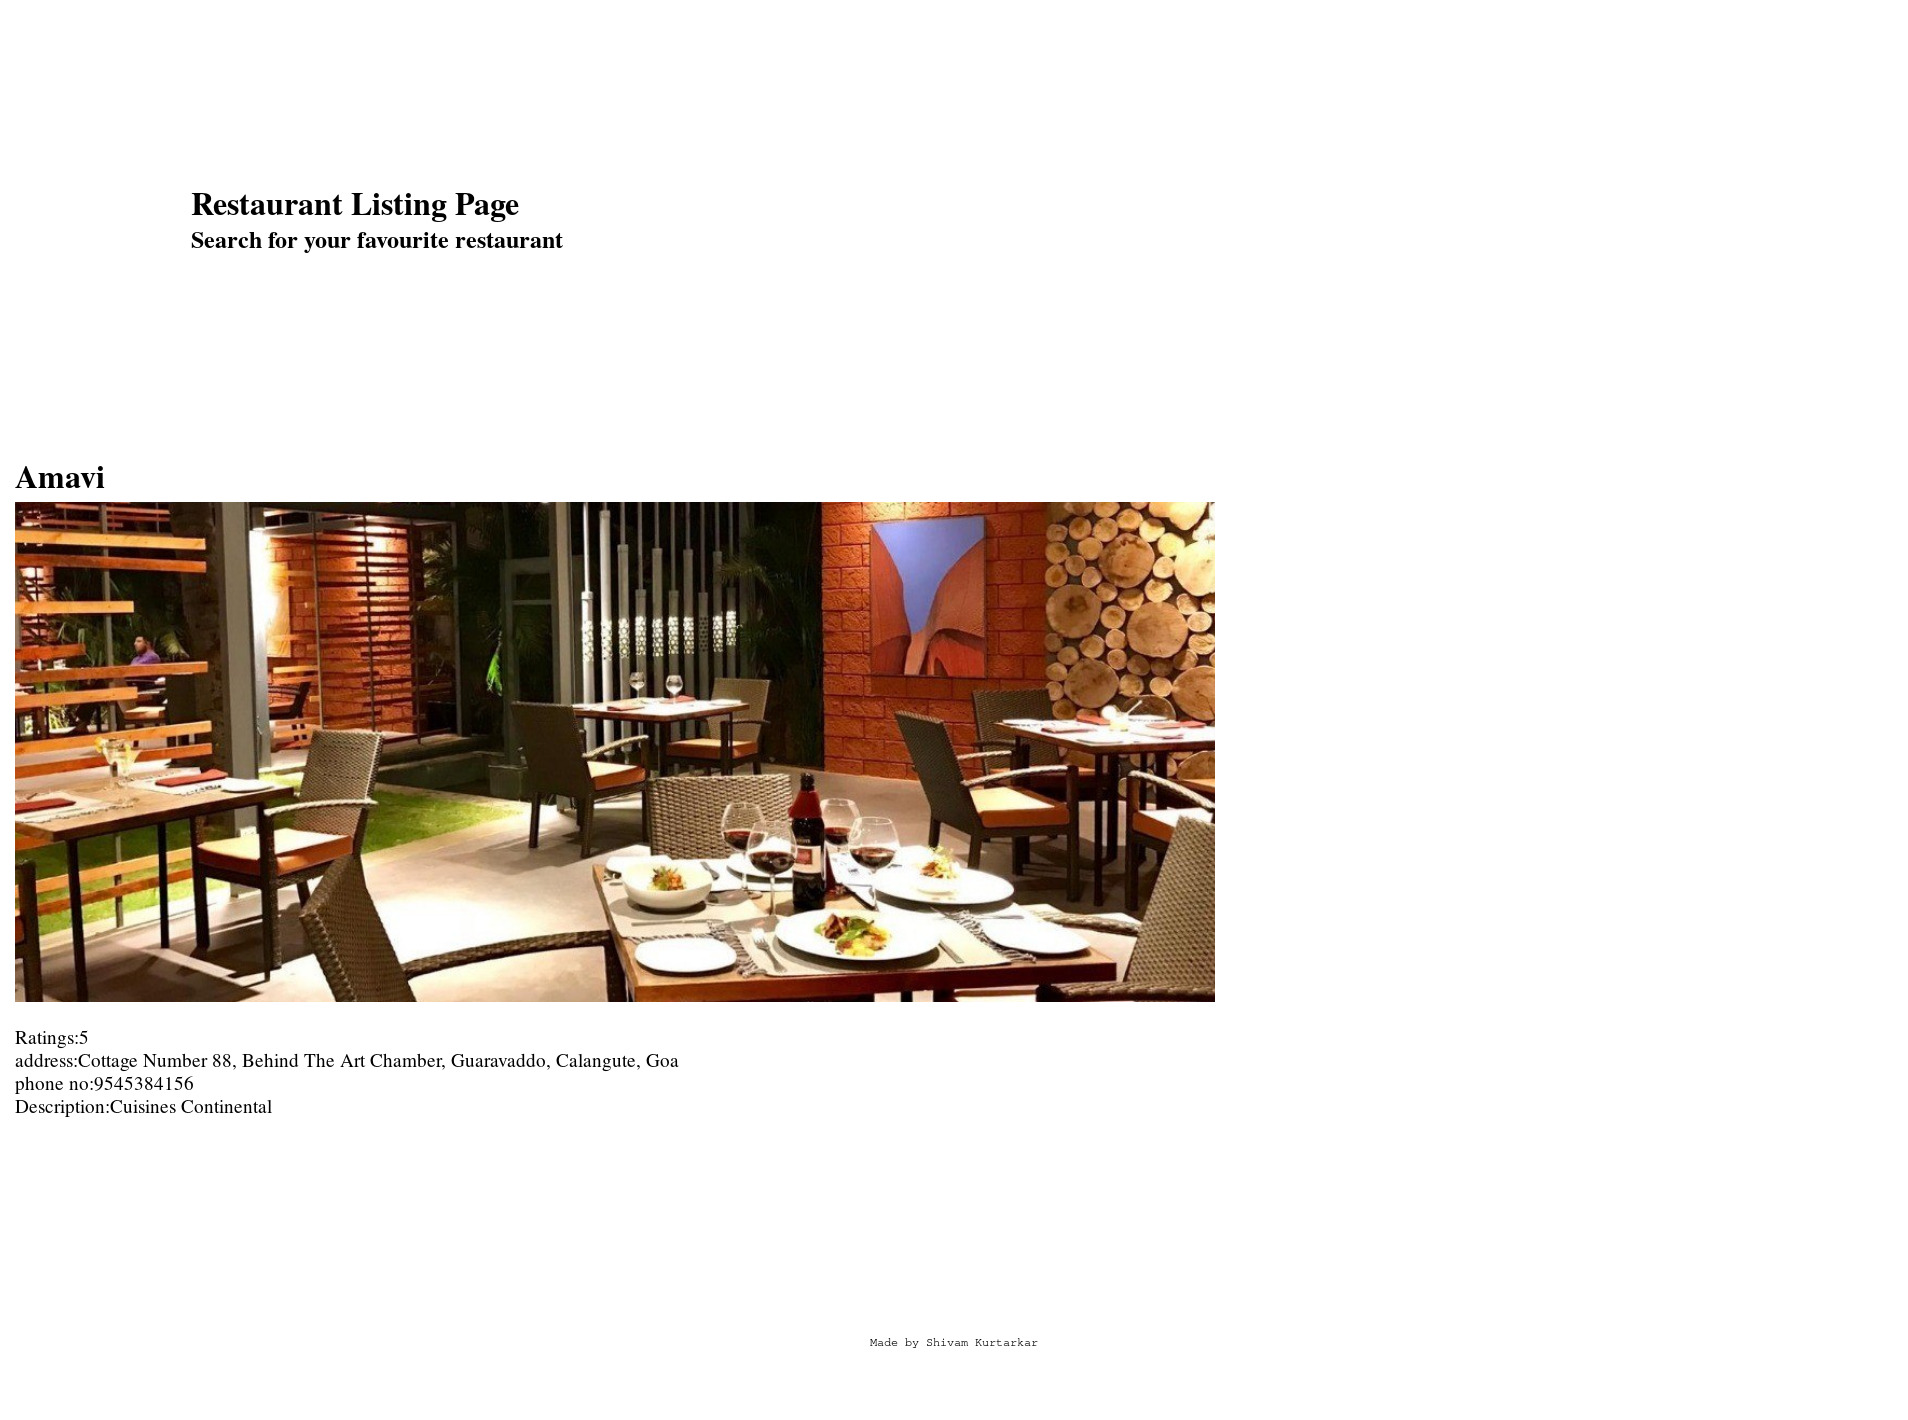 Restaurant Listing Page
Search for your favourite restaurant
Amavi
Ratings:5
address:Cottage Number 88, Behind The Art Chamber, Guaravaddo, Calangute, Goa
phone no:9545384156
Description:Cuisines Continental
Made by Shivam Kurtarkar